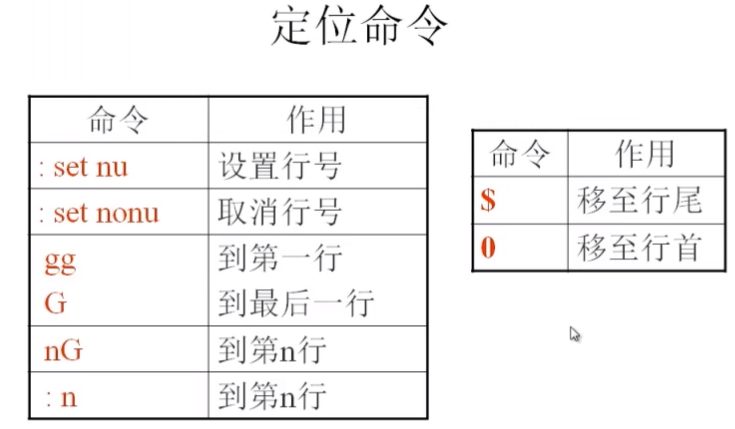 定位命令
命令 作用
: set nu 设置行号
: set nonu 取消行号
gg 到第一行
G 到最后一行
nG 到第n行
: n 到第n行
命令 作用
$ 移至行尾
0 移至行首